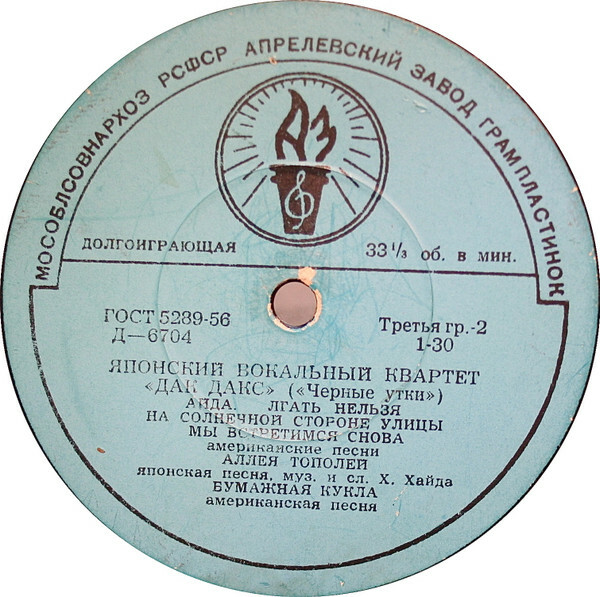 МОСОБЛСОВНАРХОЗ РСФСР АПРЕЛЕВСКИЙ ЗАВОД ГРАМПЛАСТИНОК
АЗ
ДОЛГОИГРАЮЩАЯ 33⅓ об. в мин.
ГОСТ 5289-56 Третья гр.-2
Д—6704 1-30
ЯПОНСКИЙ ВОКАЛЬНЫЙ КВАРТЕТ
«ДАК ДАКС» («Черные утки»)
АИДА. ЛГАТЬ НЕЛЬЗЯ
НА СОЛНЕЧНОЙ СТОРОНЕ УЛИЦЫ
МЫ ВСТРЕТИМСЯ СНОВА
американские песни
АЛЛЕЯ ТОПОЛЕЙ
японская песня, муз. и сл. Х. Хайда
БУМАЖНАЯ КУКЛА
американская песня